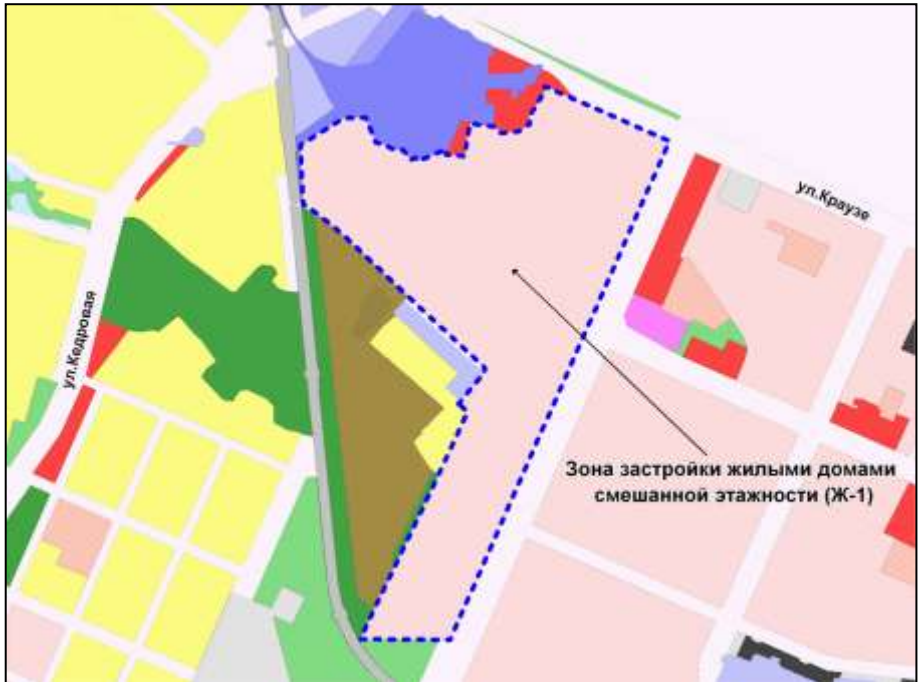 ул.Краузе
ул.Кедровая
Зона застройки жилыми домами
смешанной этажности (Ж-1)